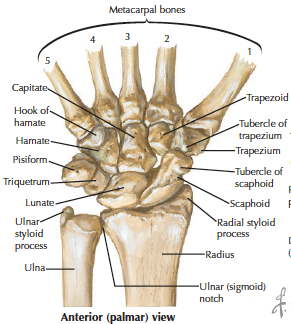 Metacarpal bones
5
4
3
2
1
Capitate
Hook of
hamate
Hamate
Pisiform
Triquetrum
Lunate
Ulnar
styloid
process
Ulna
Trapezoid
Tubercle of
trapezium
Trapezium
Tubercle of
scaphoid
Scaphoid
Radial styloid
process
Radius
Ulnar (sigmoid)
notch
Anterior (palmar) view